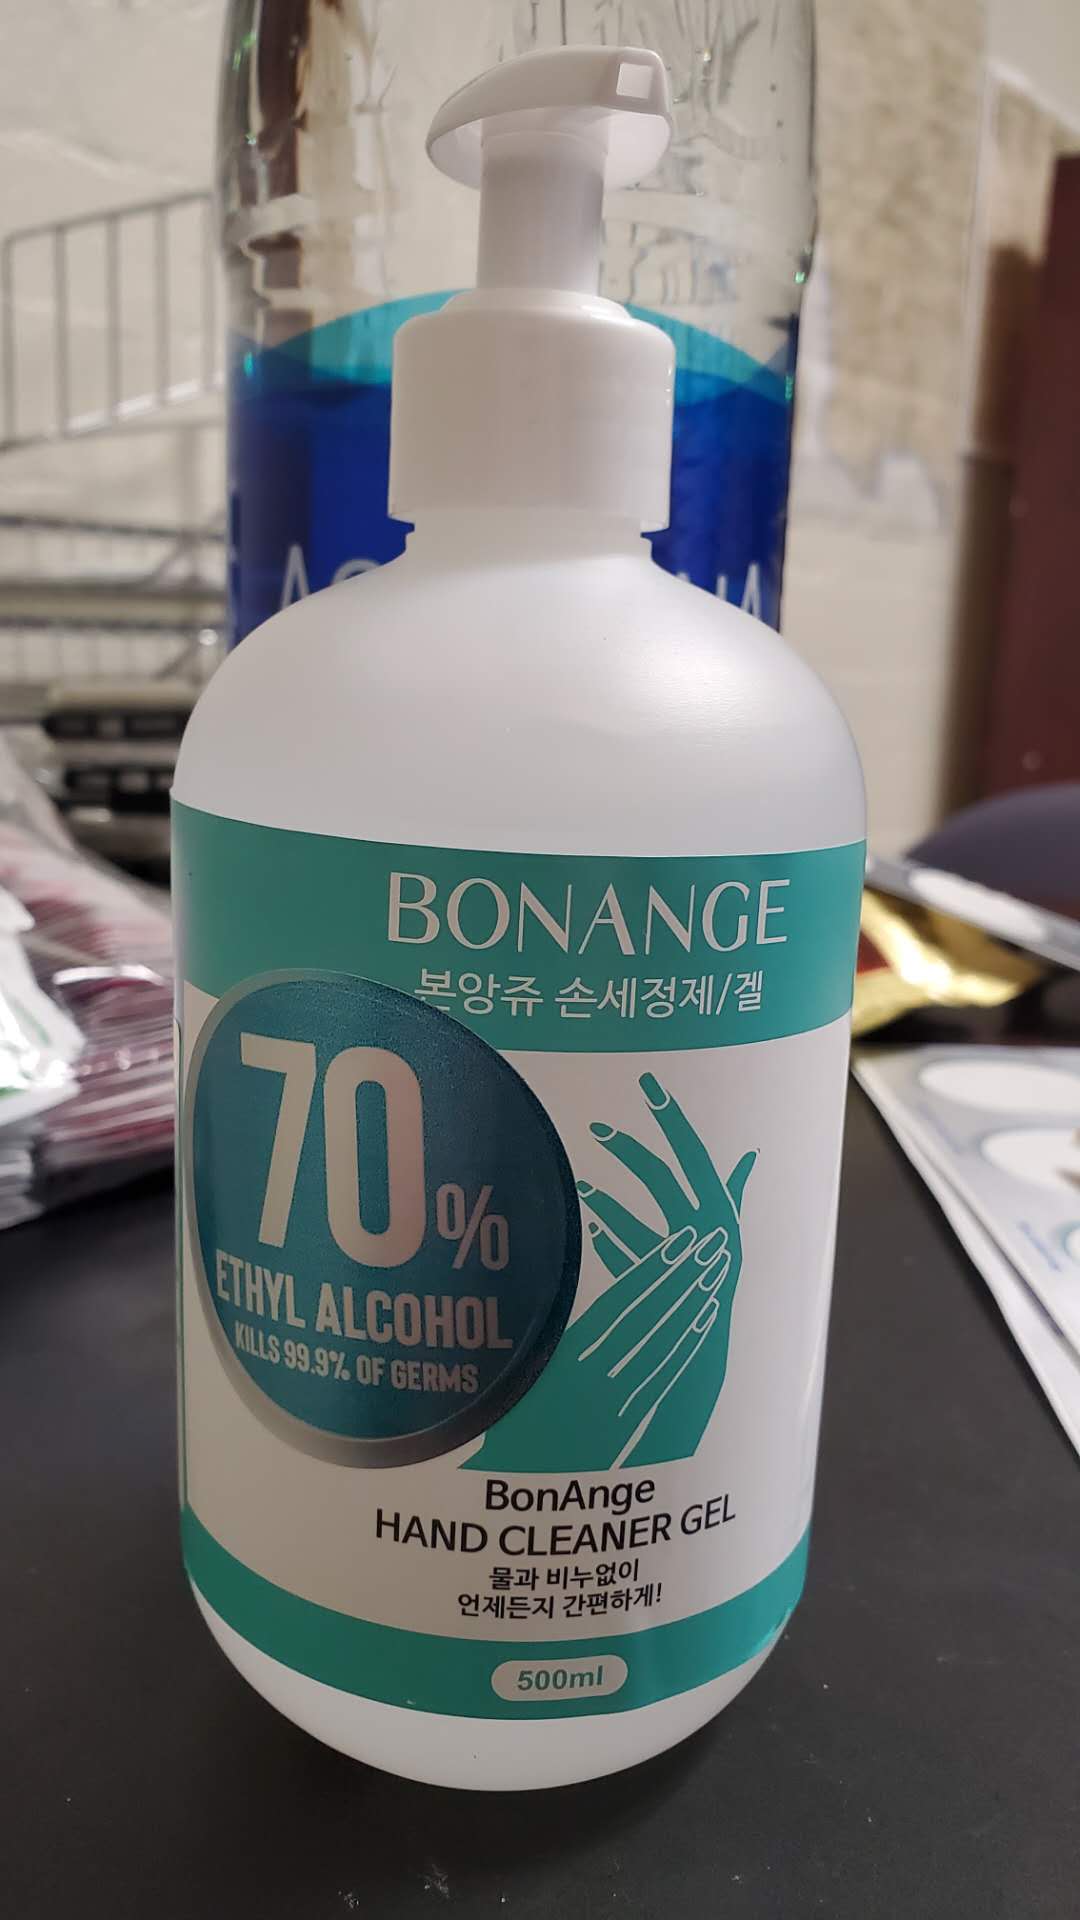 BONANGE
본앙쥬 손세정제/겔
70%
ETHYL ALCOHOL
KILLS 99.9% OF GERMS
BonAnge
HAND CLEANER GEL
물과 비누없이
언제든지 간편하게!
500ml